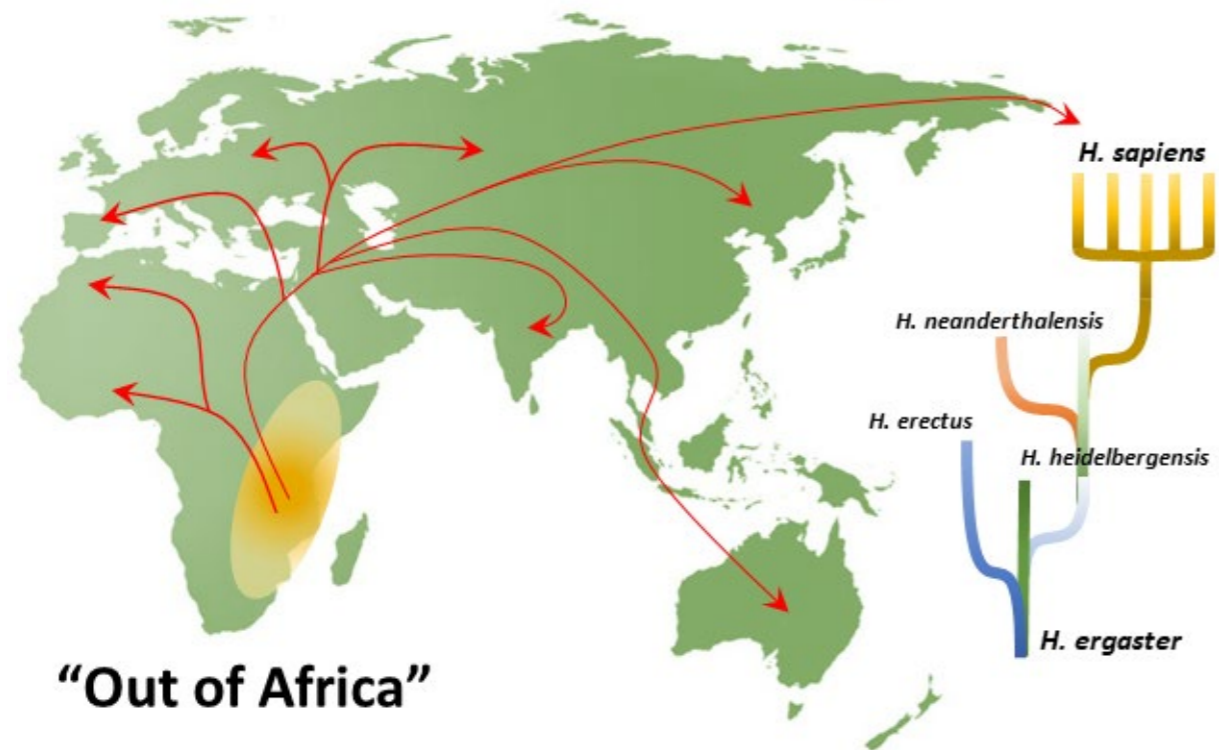 H. sapiens
H. neanderthalensis
H. erectus
H. heidelbergensis
H. ergaster
“Out of Africa”